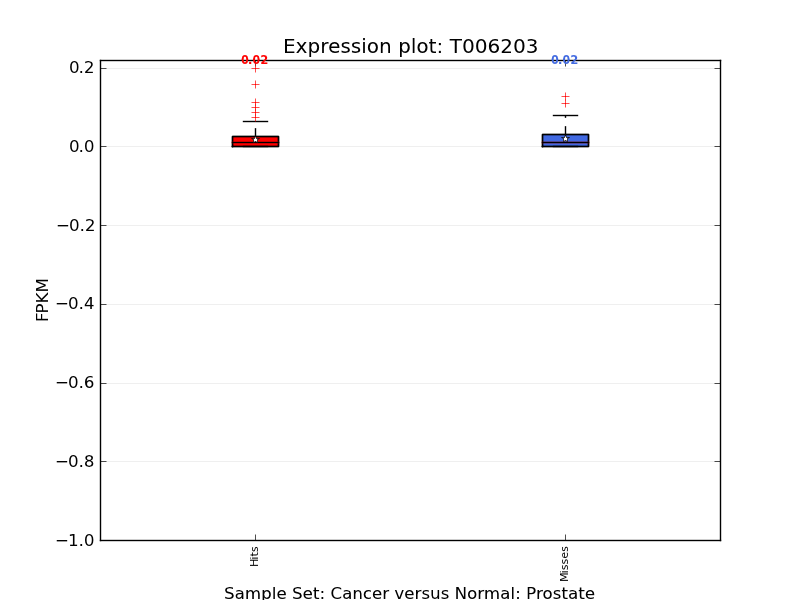 Expression plot: T006203
0.02
0.02
0.2
0.0
−0.2
−0.4
−0.6
−0.8
−1.0
FPKM
Hits
Misses
Sample Set: Cancer versus Normal: Prostate